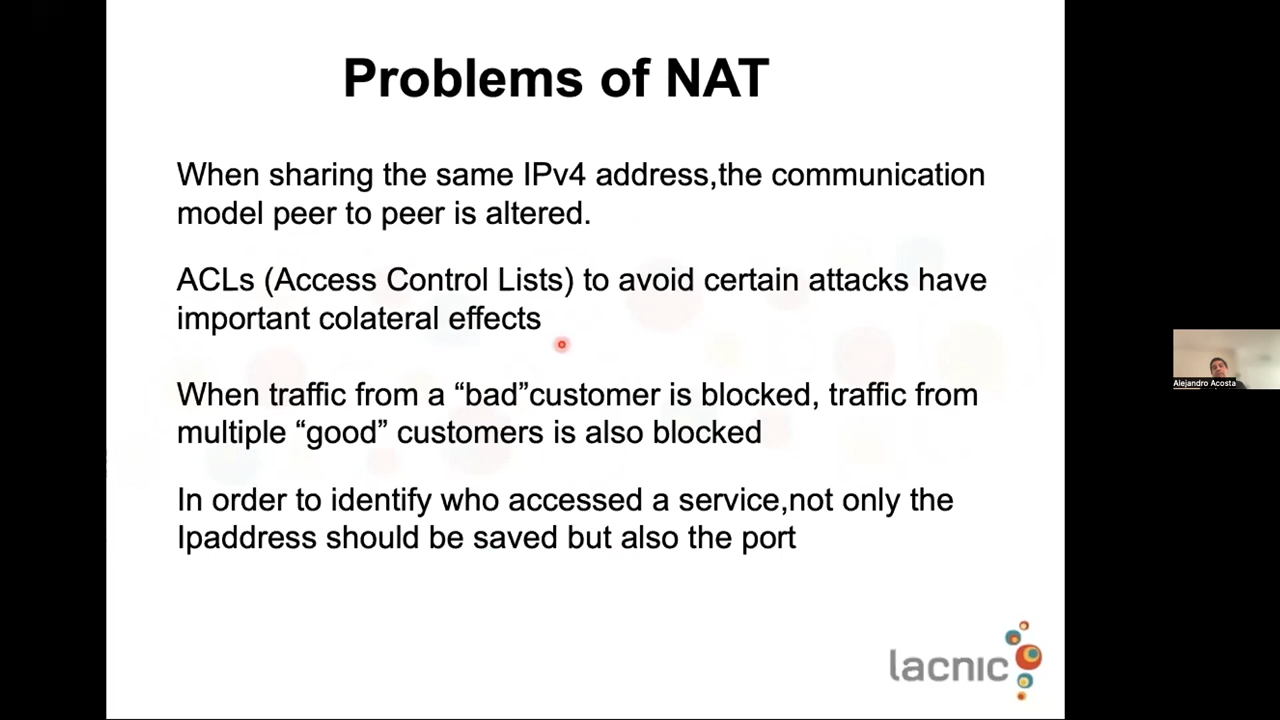 Problems of NAT
When sharing the same IPv4 address,the communication
model peer to peer is altered.
ACLs (Access Control Lists) to avoid certain attacks have
important colateral effects
When traffic from a “bad”customer is blocked, traffic from
multiple “good” customers is also blocked
In order to identify who accessed a service,not only the
Ipaddress should be saved but also the port
lacnic
Alejandro Acosta